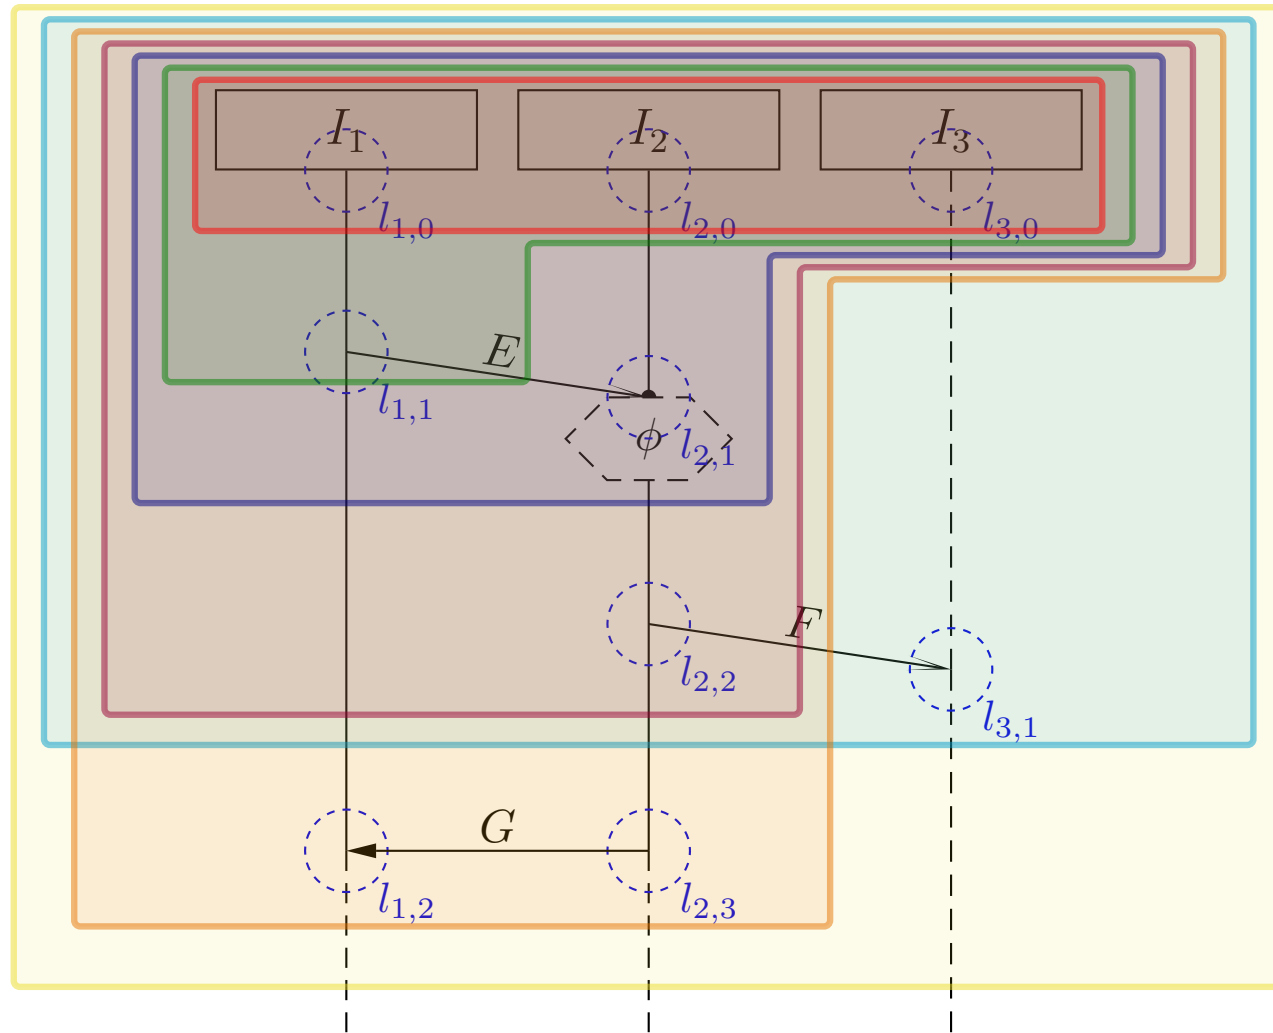 I₁ I₂ I₃
l₁,₀ l₂,₀ l₃,₀
E
l₁,₁
ϕ l₂,₁
F
l₂,₂
l₃,₁
G
l₁,₂ l₂,₃